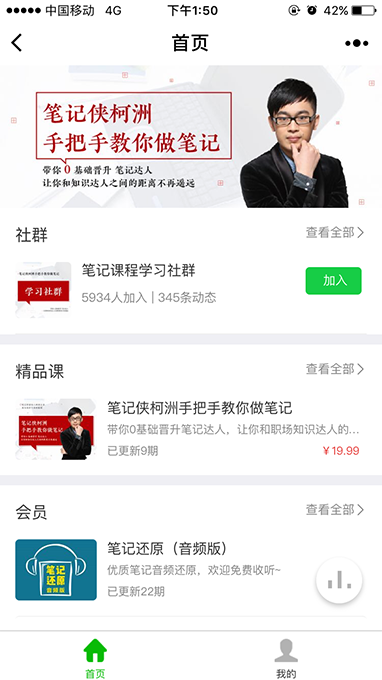 中国移动 4G
下午1:50
42%
首页
笔记侠柯洲
手把手教你做笔记
带你 0 基础晋升 笔记达人
让你和知识达人之间的距离不再遥远
社群
查看全部
学习社群
笔记课程学习社群
5934人加入 | 345条动态
加入
精品课
查看全部
笔记侠柯洲
手把手教你做笔记
笔记侠柯洲手把手教你做笔记
带你0基础晋升笔记达人，让你和职场知识达人的...
已更新9期
¥19.99
会员
查看全部
笔记
还原
音频版
笔记还原（音频版）
优质笔记音频还原，欢迎免费收听~
已更新22期
首页
我的